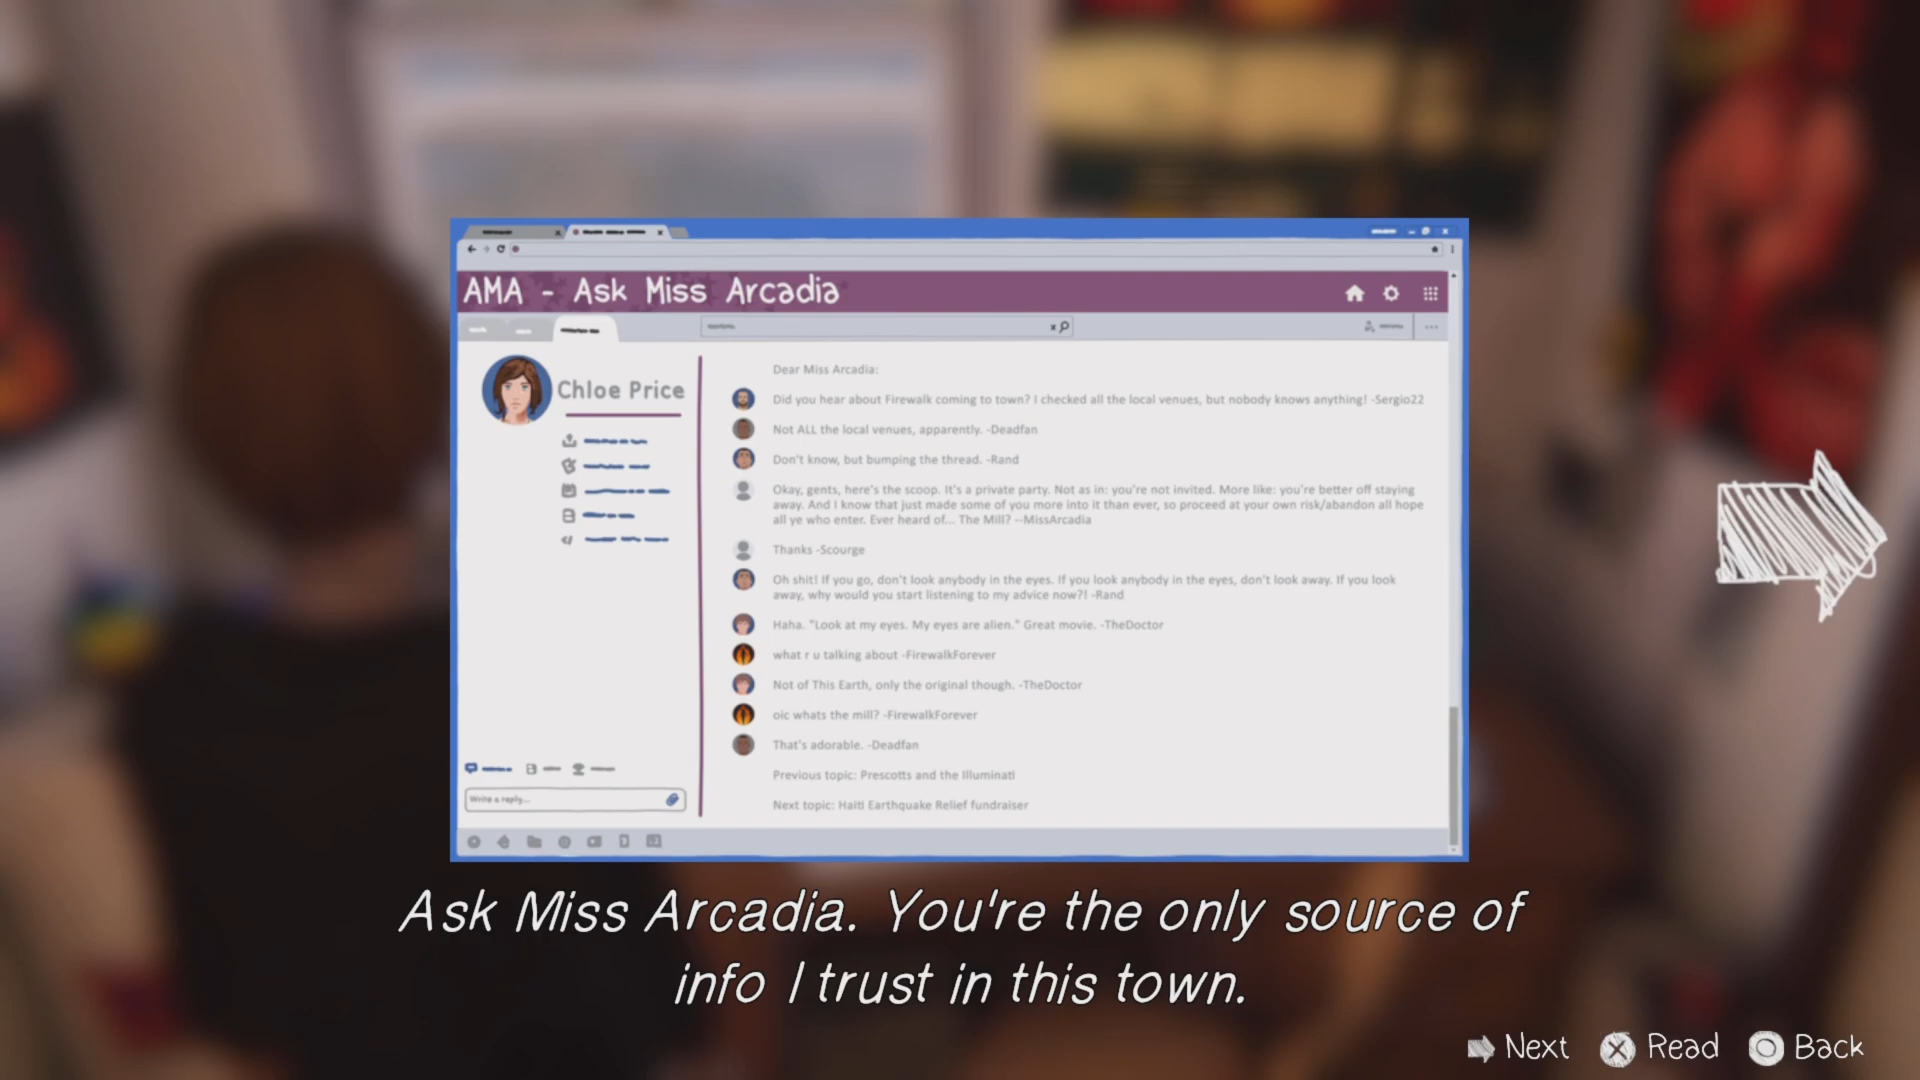 AMA - Ask Miss Arcadia
Chloe Price
Dear Miss Arcadia:
Did you hear about Firewalk coming to town? I checked all the local venues, but nobody knows anything! -Sergio22
Not ALL the local venues, apparently. -Deadfan
Don't know, but bumping the thread. -Rand
Okay, gents, here's the scoop. It's a private party. Not as in: you're not invited. More like: you're better off staying
away. And I know that just made some of you more into it than ever, so proceed at your own risk/abandon all hope
all ye who enter. Ever heard of... The Mill? --MissArcadia
Thanks -Scourge
Oh shit! If you go, don't look anybody in the eyes. If you look anybody in the eyes, don't look away. If you look
away, why would you start listening to my advice now?! -Rand
Haha. "Look at my eyes. My eyes are alien." Great movie. -TheDoctor
what r u talking about -FirewalkForever
Not of This Earth, only the original though. -TheDoctor
oic whats the mill? -FirewalkForever
That's adorable. -Deadfan
Previous topic: Prescotts and the Illuminati
Next topic: Haiti Earthquake Relief fundraiser
Write a reply...
Ask Miss Arcadia. You're the only source of
info I trust in this town.
Next Read Back